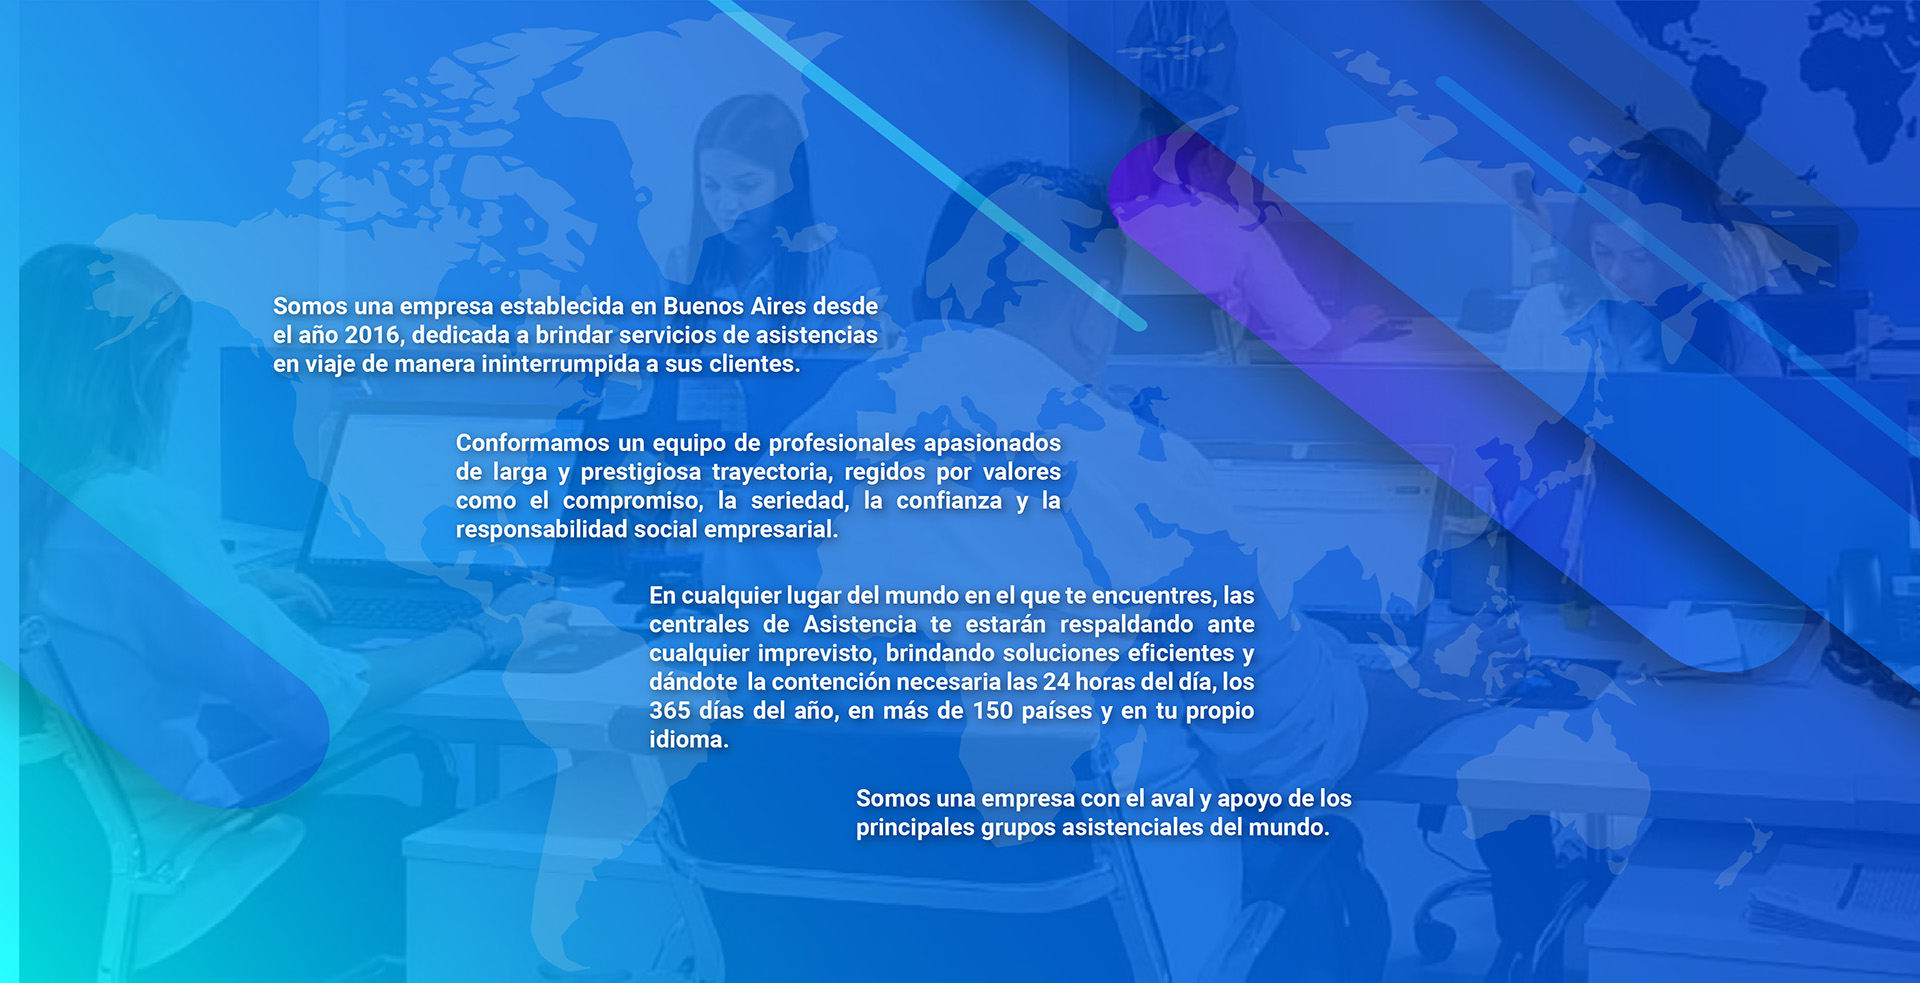 Somos una empresa establecida en Buenos Aires desde
el año 2016, dedicada a brindar servicios de asistencias
en viaje de manera ininterrumpida a sus clientes.
Conformamos un equipo de profesionales apasionados
de larga y prestigiosa trayectoria, regidos por valores
como el compromiso, la seriedad, la confianza y la
responsabilidad social empresarial.
En cualquier lugar del mundo en el que te encuentres, las
centrales de Asistencia te estarán respaldando ante
cualquier imprevisto, brindando soluciones eficientes y
dándote la contención necesaria las 24 horas del día, los
365 días del año, en más de 150 países y en tu propio
idioma.
Somos una empresa con el aval y apoyo de los
principales grupos asistenciales del mundo.